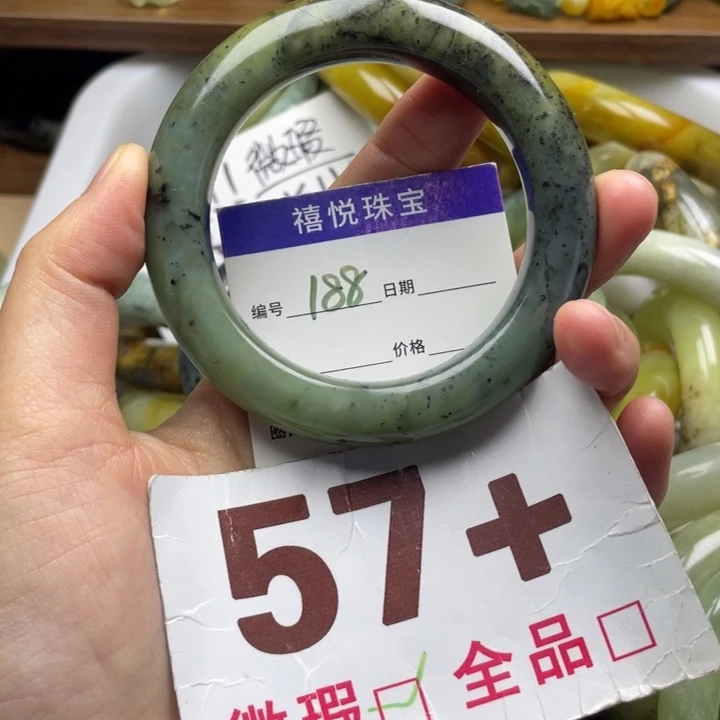 微瑕
禧悦珠宝
编号 188 日期
价格
57+
微瑕☑ 全品☐